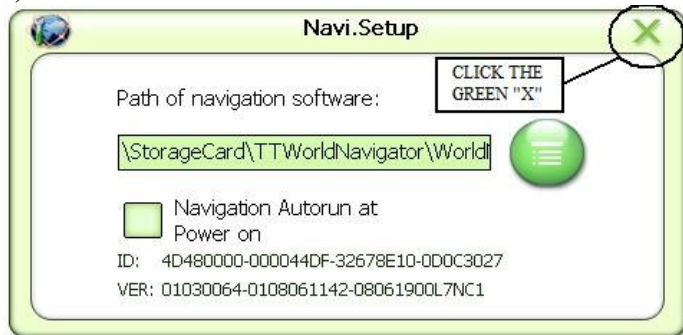 Navi.Setup
CLICK THE
GREEN "X"
Path of navigation software:
\StorageCard\TTWorldNavigator\World
Navigation Autorun at
Power on
ID: 4D480000-000044DF-32678E10-0D0C3027
VER: 01030064-0108061142-08061900L7NC1